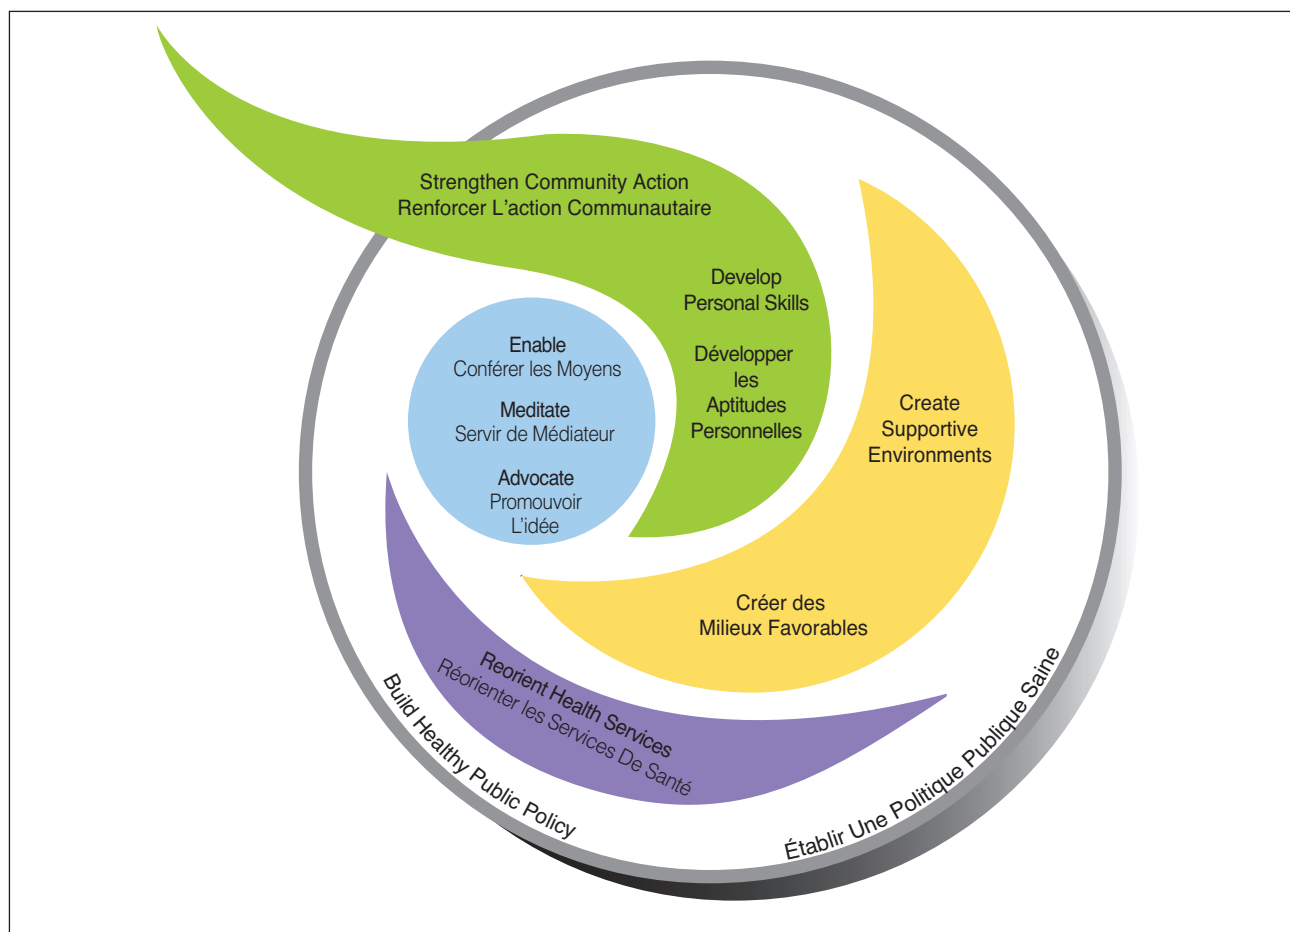 Strengthen Community Action
Renforcer L'action Communautaire
Develop
Personal Skills
Développer
les
Aptitudes
Personnelles
Enable
Conférer les Moyens
Meditate
Servir de Médiateur
Advocate
Promouvoir
L'idée
Create
Supportive
Environments
Créer des
Milieux Favorables
Reorient Health Services
Réorienter les Services De Santé
Build Healthy Public Policy
Établir Une Politique Publique Saine